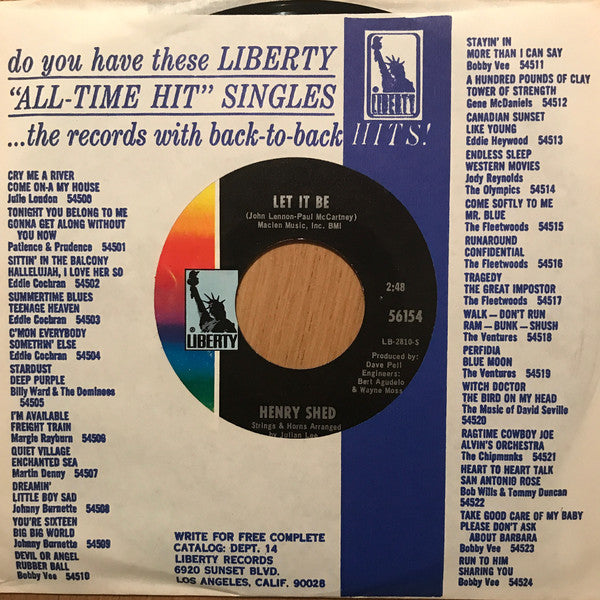 do you have these LIBERTY
"ALL-TIME HIT" SINGLES
...the records with back-to-back HITS!
LIBERTY
CRY ME A RIVER
COME ON-A MY HOUSE
Julie London 54500
TONIGHT YOU BELONG TO ME
GONNA GET ALONG WITHOUT
YOU NOW
Patience & Prudence 54501
SITTIN' IN THE BALCONY
HALLELUJAH, I LOVE HER SO
Eddie Cochran 54502
SUMMERTIME BLUES
TEENAGE HEAVEN
Eddie Cochran 54503
C'MON EVERYBODY
SOMETHIN' ELSE
Eddie Cochran 54504
STARDUST
DEEP PURPLE
Billy Ward & The Dominoes
54505
I'M AVAILABLE
FREIGHT TRAIN
Margie Rayburn 54506
QUIET VILLAGE
ENCHANTED SEA
Martin Denny 54507
DREAMIN'
LITTLE BOY SAD
Johnny Burnette 54508
YOU'RE SIXTEEN
BIG BIG WORLD
Johnny Burnette 54509
DEVIL OR ANGEL
RUBBER BALL
Bobby Vee 54510
LET IT BE
(John Lennon-Paul McCartney)
Maclen Music, Inc. BMI
2:48
56154
LB-2810-S
LIBERTY
Produced by:
Dave Pell
Engineers:
Bert Agudelo
& Wayne Moss
HENRY SHED
Strings & Horns Arranged
by Julian Lee
WRITE FOR FREE COMPLETE
CATALOG: DEPT. 14
LIBERTY RECORDS
6920 SUNSET BLVD.
LOS ANGELES, CALIF. 90028
STAYIN' IN
MORE THAN I CAN SAY
Bobby Vee 54511
A HUNDRED POUNDS OF CLAY
TOWER OF STRENGTH
Gene McDaniels 54512
CANADIAN SUNSET
LIKE YOUNG
Eddie Heywood 54513
ENDLESS SLEEP
WESTERN MOVIES
Jody Reynolds
The Olympics 54514
COME SOFTLY TO ME
MR. BLUE
The Fleetwoods 54515
RUNAROUND
CONFIDENTIAL
The Fleetwoods 54516
TRAGEDY
THE GREAT IMPOSTOR
The Fleetwoods 54517
WALK – DON'T RUN
RAM – BUNK – SHUSH
The Ventures 54518
PERFIDIA
BLUE MOON
The Ventures 54519
WITCH DOCTOR
THE BIRD ON MY HEAD
The Music of David Seville
54520
RAGTIME COWBOY JOE
ALVIN'S ORCHESTRA
The Chipmunks 54521
HEART TO HEART TALK
SAN ANTONIO ROSE
Bob Wills & Tommy Duncan
54522
TAKE GOOD CARE OF MY BABY
PLEASE DON'T ASK
ABOUT BARBARA
Bobby Vee 54523
RUN TO HIM
SHARING YOU
Bobby Vee 54524